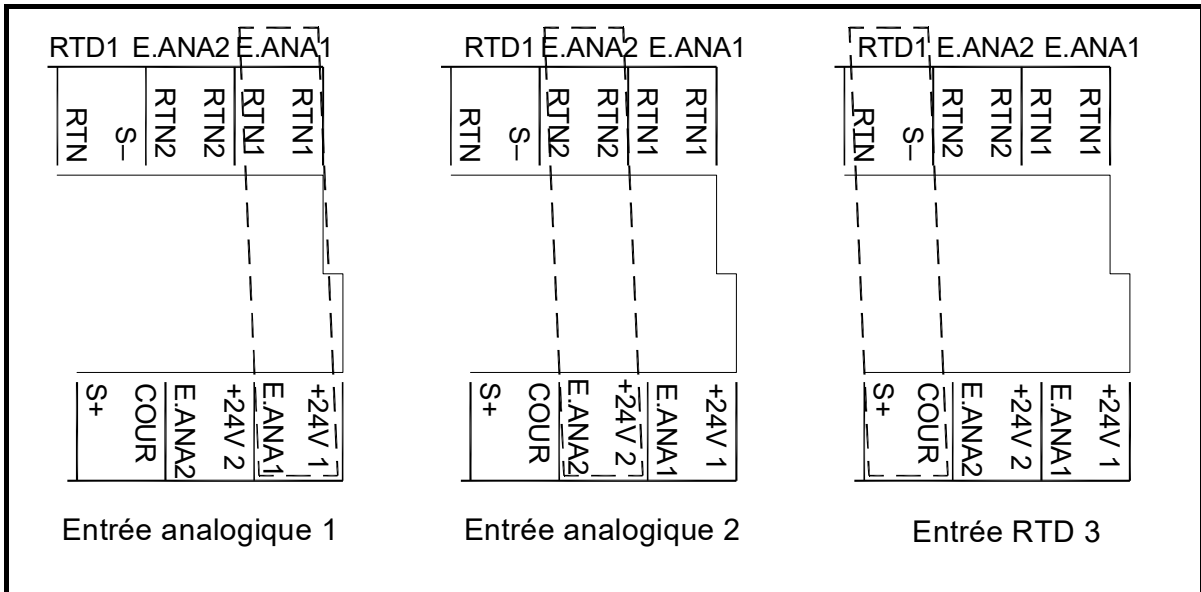 RTD1 E.ANA2 E.ANA1
RTN S– RTN2 RTN2 RTN1 RTN1
S+ COUR E.ANA2 +24V 2 E.ANA1 +24V 1
Entrée analogique 1
RTD1 E.ANA2 E.ANA1
RTN S– RTN2 RTN2 RTN1 RTN1
S+ COUR E.ANA2 +24V 2 E.ANA1 +24V 1
Entrée analogique 2
RTD1 E.ANA2 E.ANA1
RTN S– RTN2 RTN2 RTN1 RTN1
S+ COUR E.ANA2 +24V 2 E.ANA1 +24V 1
Entrée RTD 3